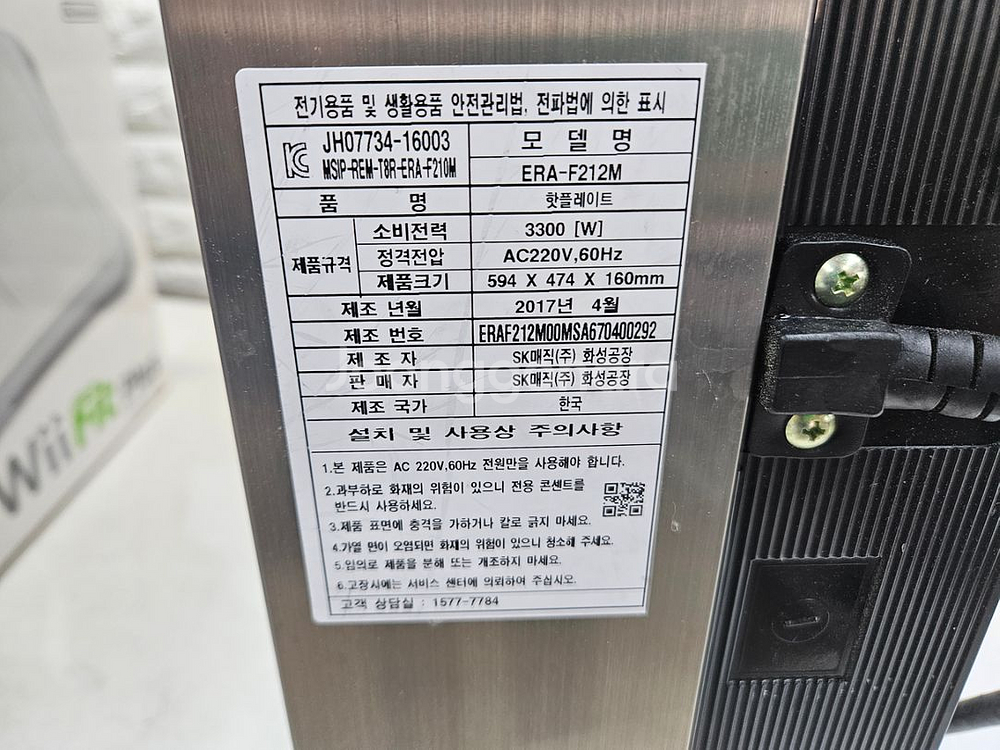 전기용품 및 생활용품 안전관리법, 전파법에 의한 표시
JH07734-16003
MSIP-REM-T8R-ERA-F210M
모 델 명
ERA-F212M
품 명 핫플레이트
제품규격
소비전력 3300 [W]
정격전압 AC220V,60Hz
제품크기 594 X 474 X 160mm
제조 년월 2017년 4월
제조 번호 ERAF212M00MSA670400292
제 조 자 SK매직(주) 화성공장
판 매 자 SK매직(주) 화성공장
제조 국가 한국
설치 및 사용상 주의사항
1.본 제품은 AC 220V,60Hz 전원만을 사용해야 합니다.
2.과부하로 화재의 위험이 있으니 전용 콘센트를
반드시 사용하세요.
3.제품 표면에 충격을 가하거나 칼로 긁지 마세요.
4.가열 면이 오염되면 화재의 위험이 있으니 청소해 주세요.
5.임의로 제품을 분해 또는 개조하지 마세요.
6.고장시에는 서비스 센터에 의뢰하여 주십시오.
고객 상담실 : 1577-7784
Wii Fit